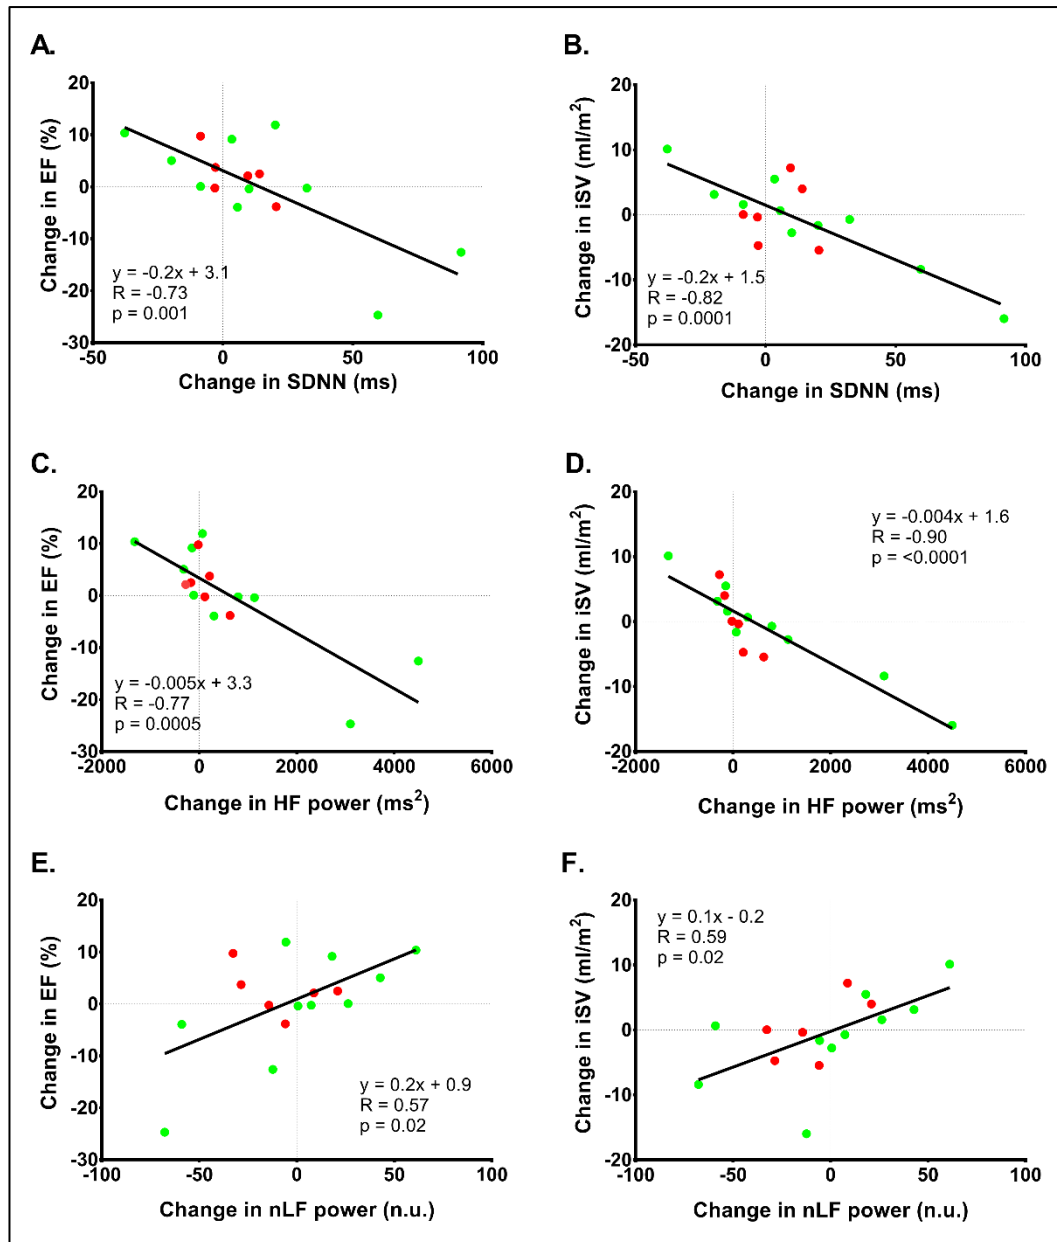 A.
Change in EF (%)
20
10
0
-10
-20
-30
y = -0.2x + 3.1
R = -0.73
p = 0.001
-50
0
50
100
Change in SDNN (ms)
B.
Change in iSV (ml/m²)
20
10
0
-10
-20
y = -0.2x + 1.5
R = -0.82
p = 0.0001
-50
0
50
100
Change in SDNN (ms)
C.
Change in EF (%)
20
10
0
-10
-20
-30
y = -0.005x + 3.3
R = -0.77
p = 0.0005
-2000
0
2000
4000
6000
Change in HF power (ms²)
D.
Change in iSV (ml/m²)
20
10
0
-10
-20
y = -0.004x + 1.6
R = -0.90
p = <0.0001
-2000
0
2000
4000
6000
Change in HF power (ms²)
E.
Change in EF (%)
20
10
0
-10
-20
-30
y = 0.2x + 0.9
R = 0.57
p = 0.02
-100
-50
0
50
100
Change in nLF power (n.u.)
F.
Change in iSV (ml/m²)
20
10
0
-10
-20
y = 0.1x - 0.2
R = 0.59
p = 0.02
-100
-50
0
50
100
Change in nLF power (n.u.)